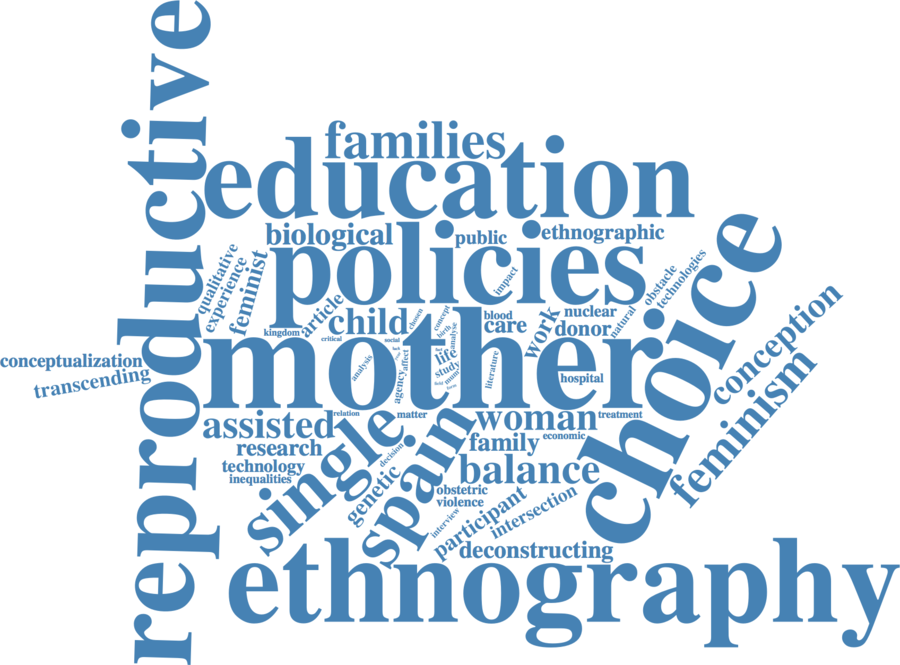 reproductive
families
education
biological
public
ethnographic
policies
choice
qualitative
experience
feminist
impact
obstacle
technologies
article
child
chosen
concept
birth
analyse
blood
care
work
nuclear
donor
natural
kingdom
critical
social
mother
conception
feminism
conceptualization
transcending
analysis
affect
agency
life
study
mum
field
literature
hospital
relation
matter
woman
treatment
assisted
single
spain
family
economic
research
decision
technology
inequalities
genetic
balance
obstetric
violence
interview
participant
intersection
deconstructing
ethnography